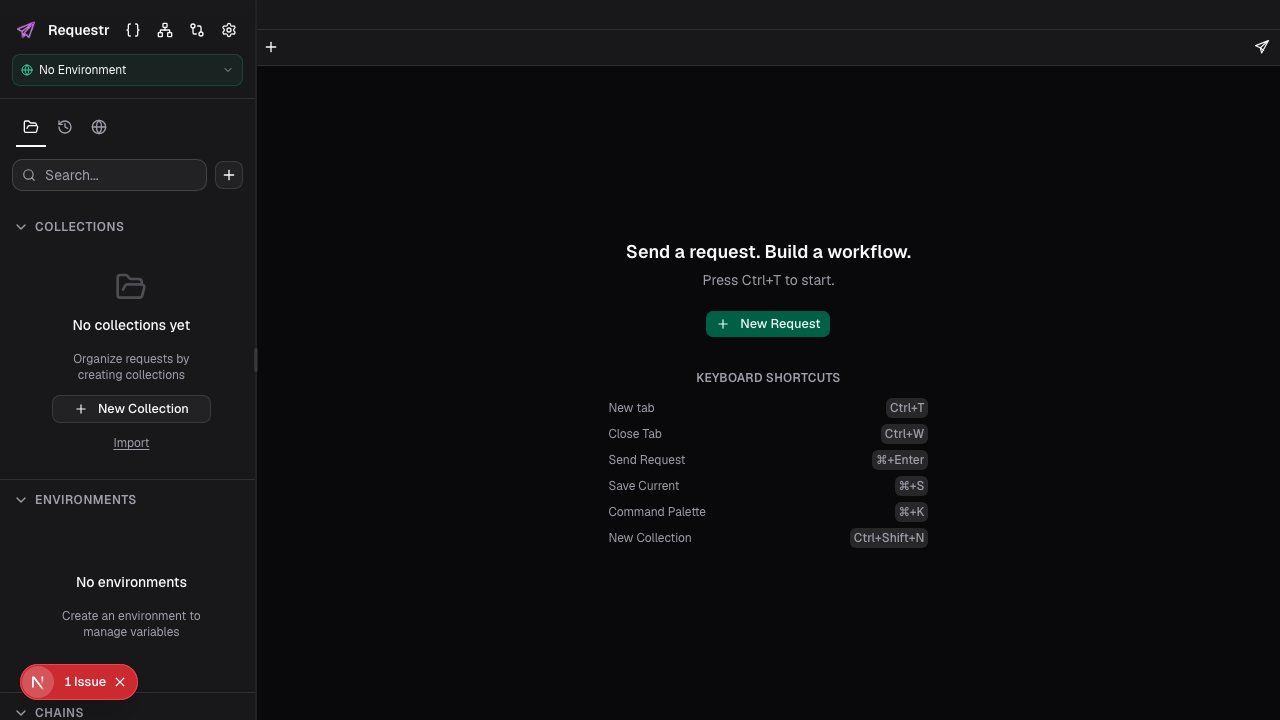 Requestr
No Environment
Search...
COLLECTIONS
No collections yet
Organize requests by
creating collections
New Collection
Import
ENVIRONMENTS
No environments
Create an environment to
manage variables
1 Issue
CHAINS
Send a request. Build a workflow.
Press Ctrl+T to start.
New Request
KEYBOARD SHORTCUTS
New tab Ctrl+T
Close Tab Ctrl+W
Send Request ⌘+Enter
Save Current ⌘+S
Command Palette ⌘+K
New Collection Ctrl+Shift+N